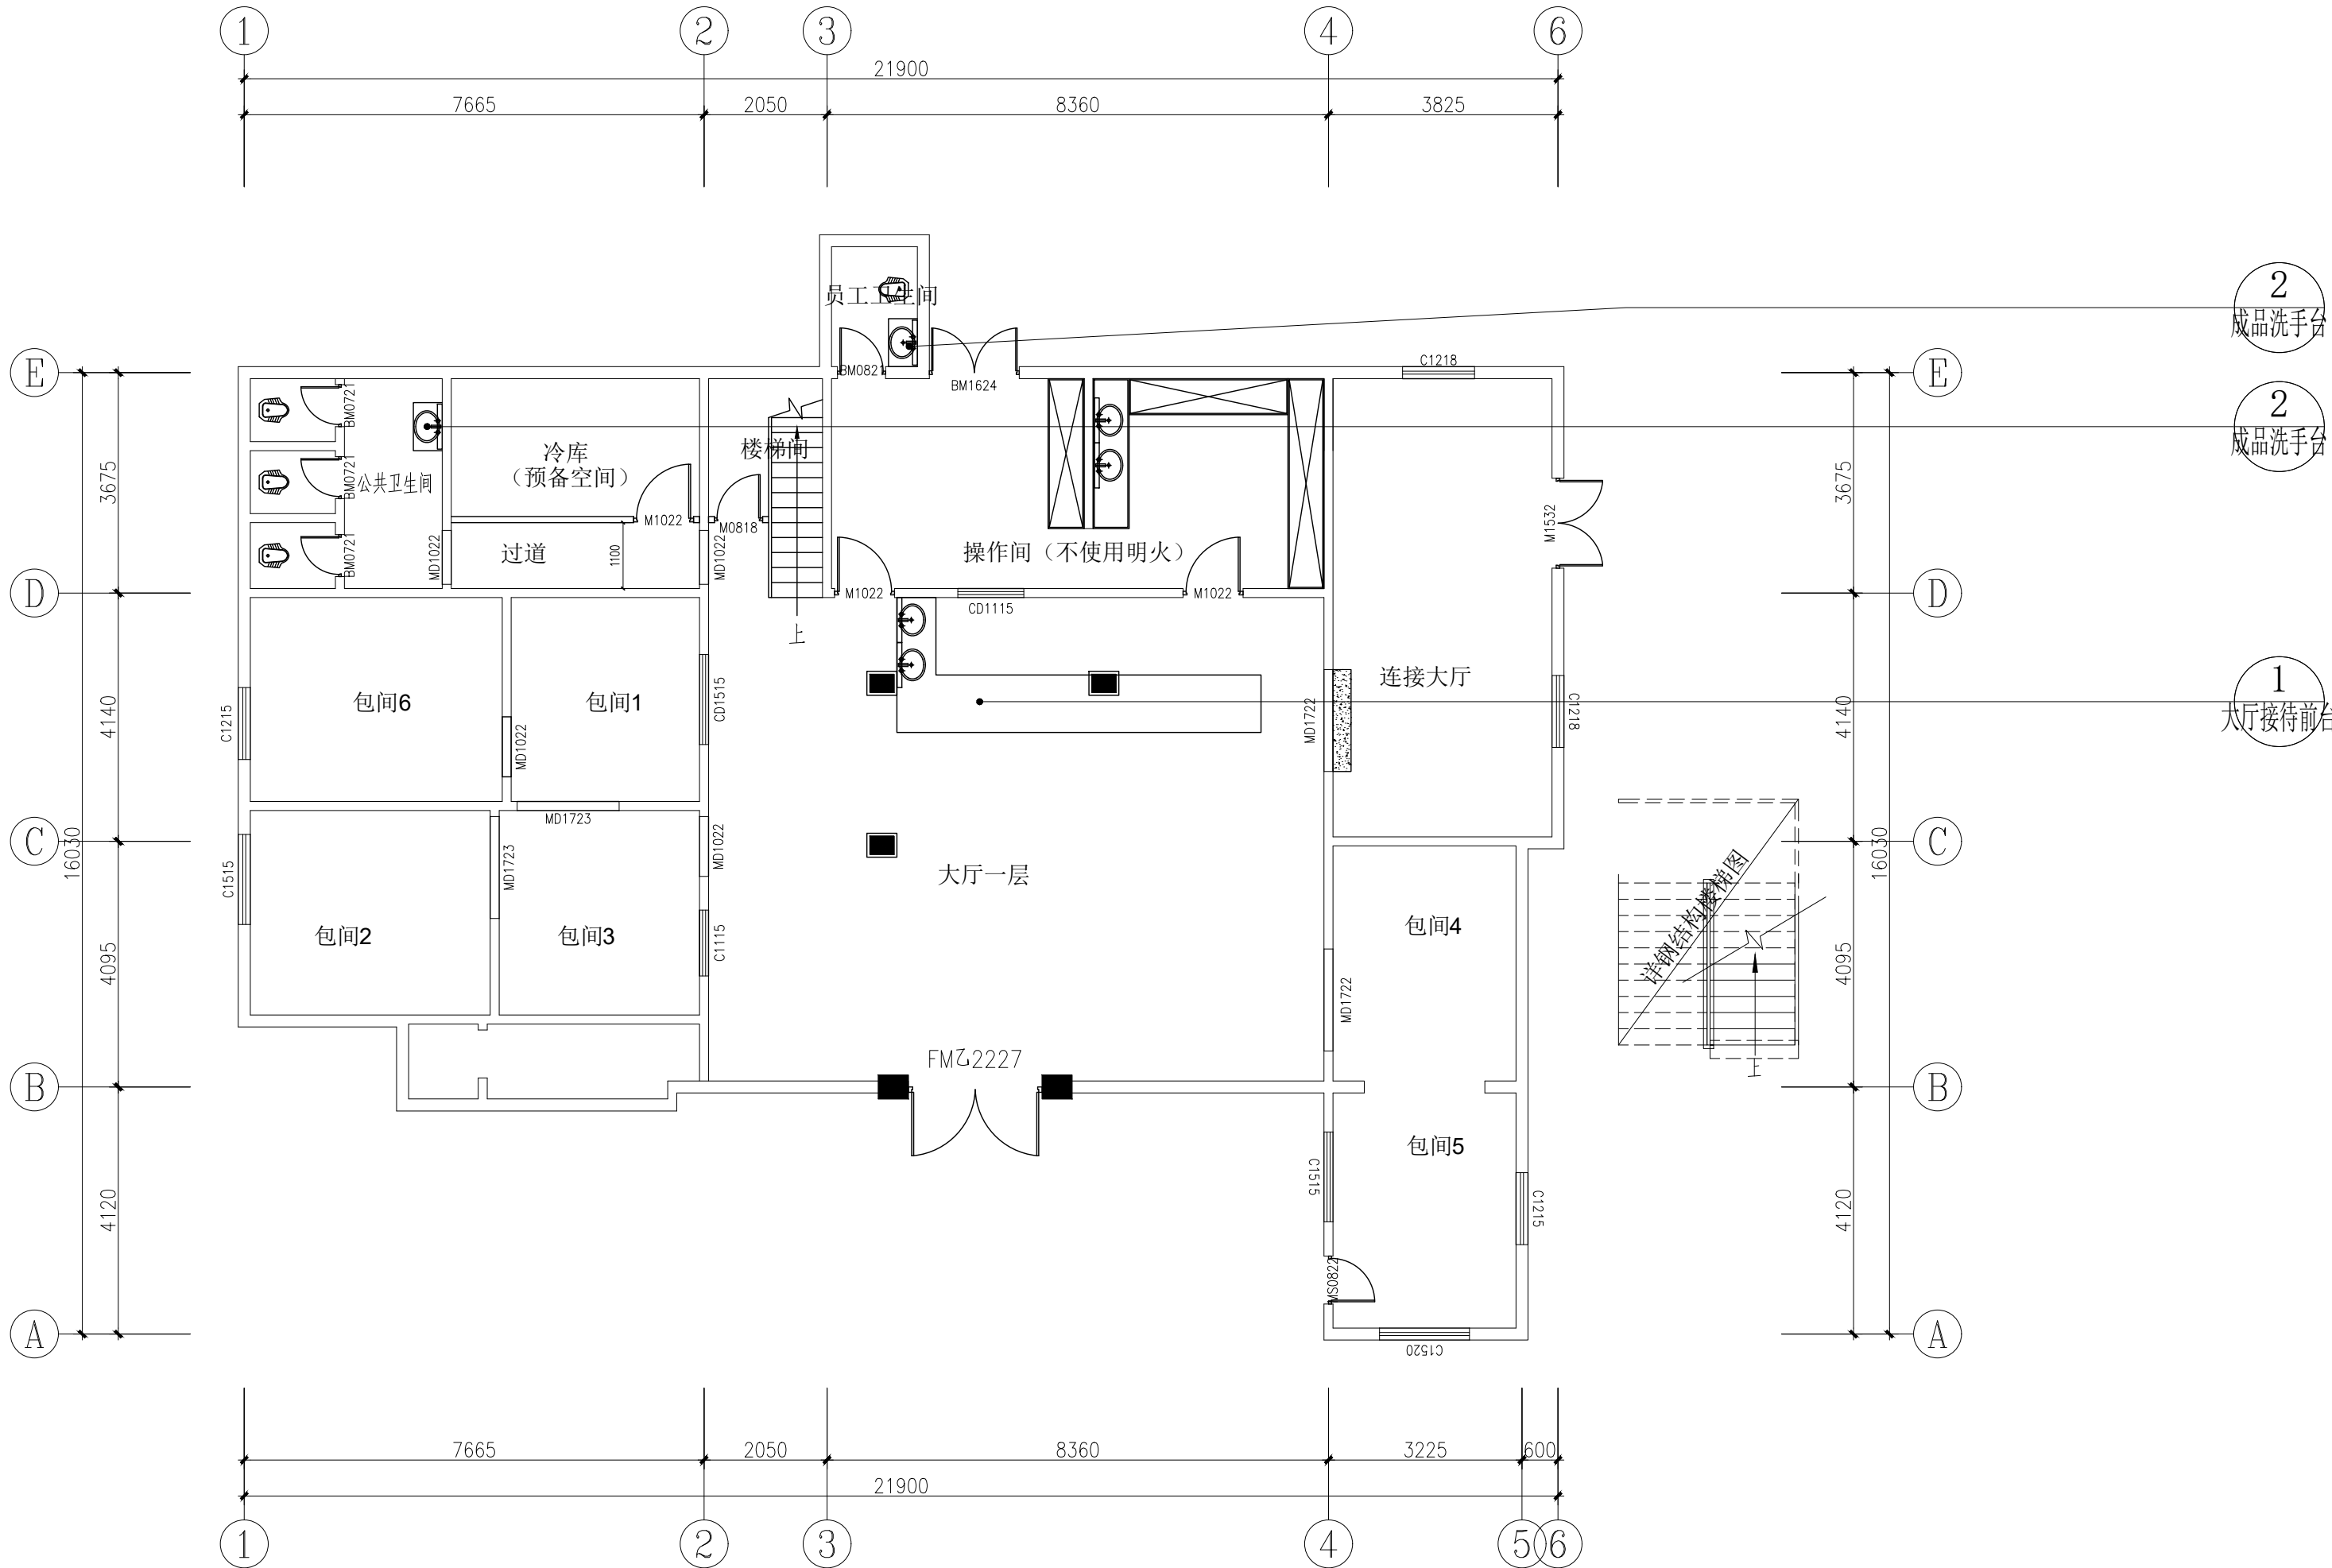 1
2
3
4
6
21900
7665
2050
8360
3825
2
成品洗手台
员工卫生间
E
C1218
E
BM0821
BM1624
BM0721
2
成品洗手台
楼梯间
冷库
（预备空间）
3675
BM0721
公共卫生间
3675
M1022
M0818
M1532
BM0721
MD1022
过道
1100
MD1022
操作间（不使用明火）
D
M1022
CD1115
M1022
D
上
连接大厅
1
大厅接待前台
包间6
包间1
CD1515
C1215
MD1022
4140
MD1722
C1218
4140
MD1723
C
16030
MD1022
C
16030
C1515
MD1723
大厅一层
详钢结构楼梯图
包间2
包间3
C1115
包间4
4095
4095
MD1722
FM乙2227
上
B
B
包间5
4120
C1515
C1215
4120
MS0822
A
A
C1520
7665
2050
8360
3225
600
21900
1
2
3
4
5
6